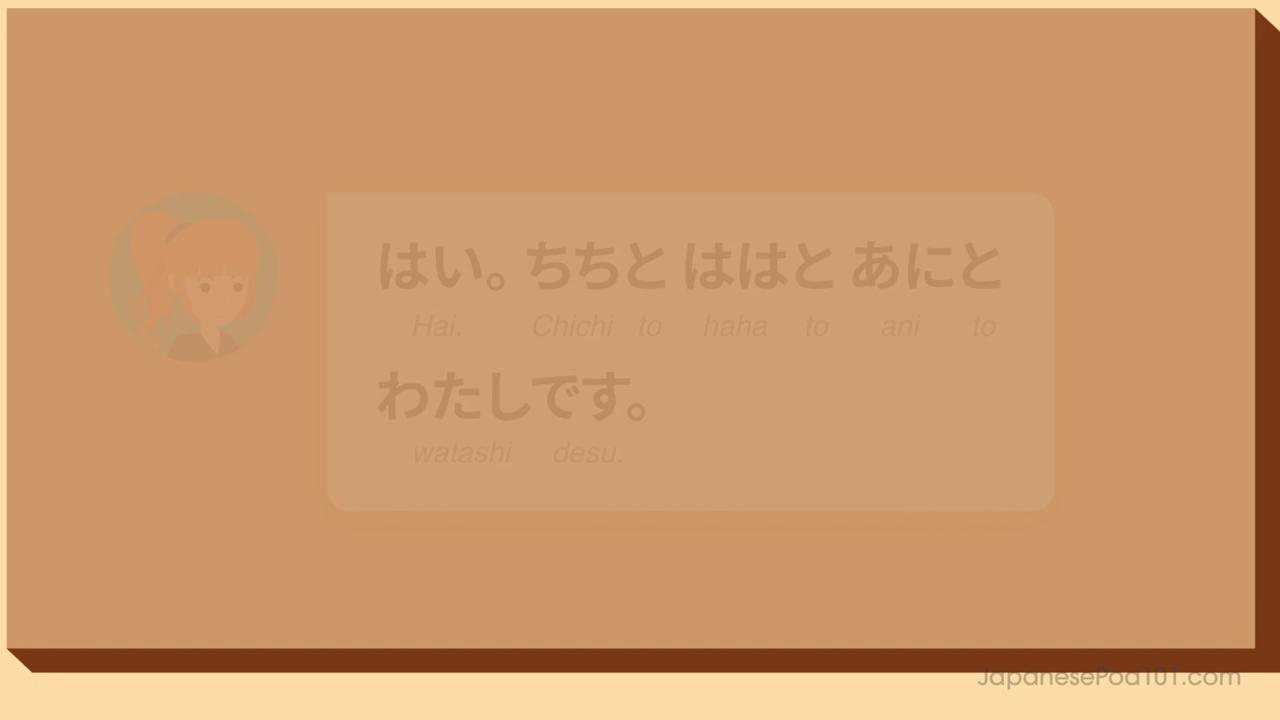 はい。ちちと ははと あにと
Hai. Chichi to haha to ani to
わたしです。
watashi desu.
JapanesePod101.com